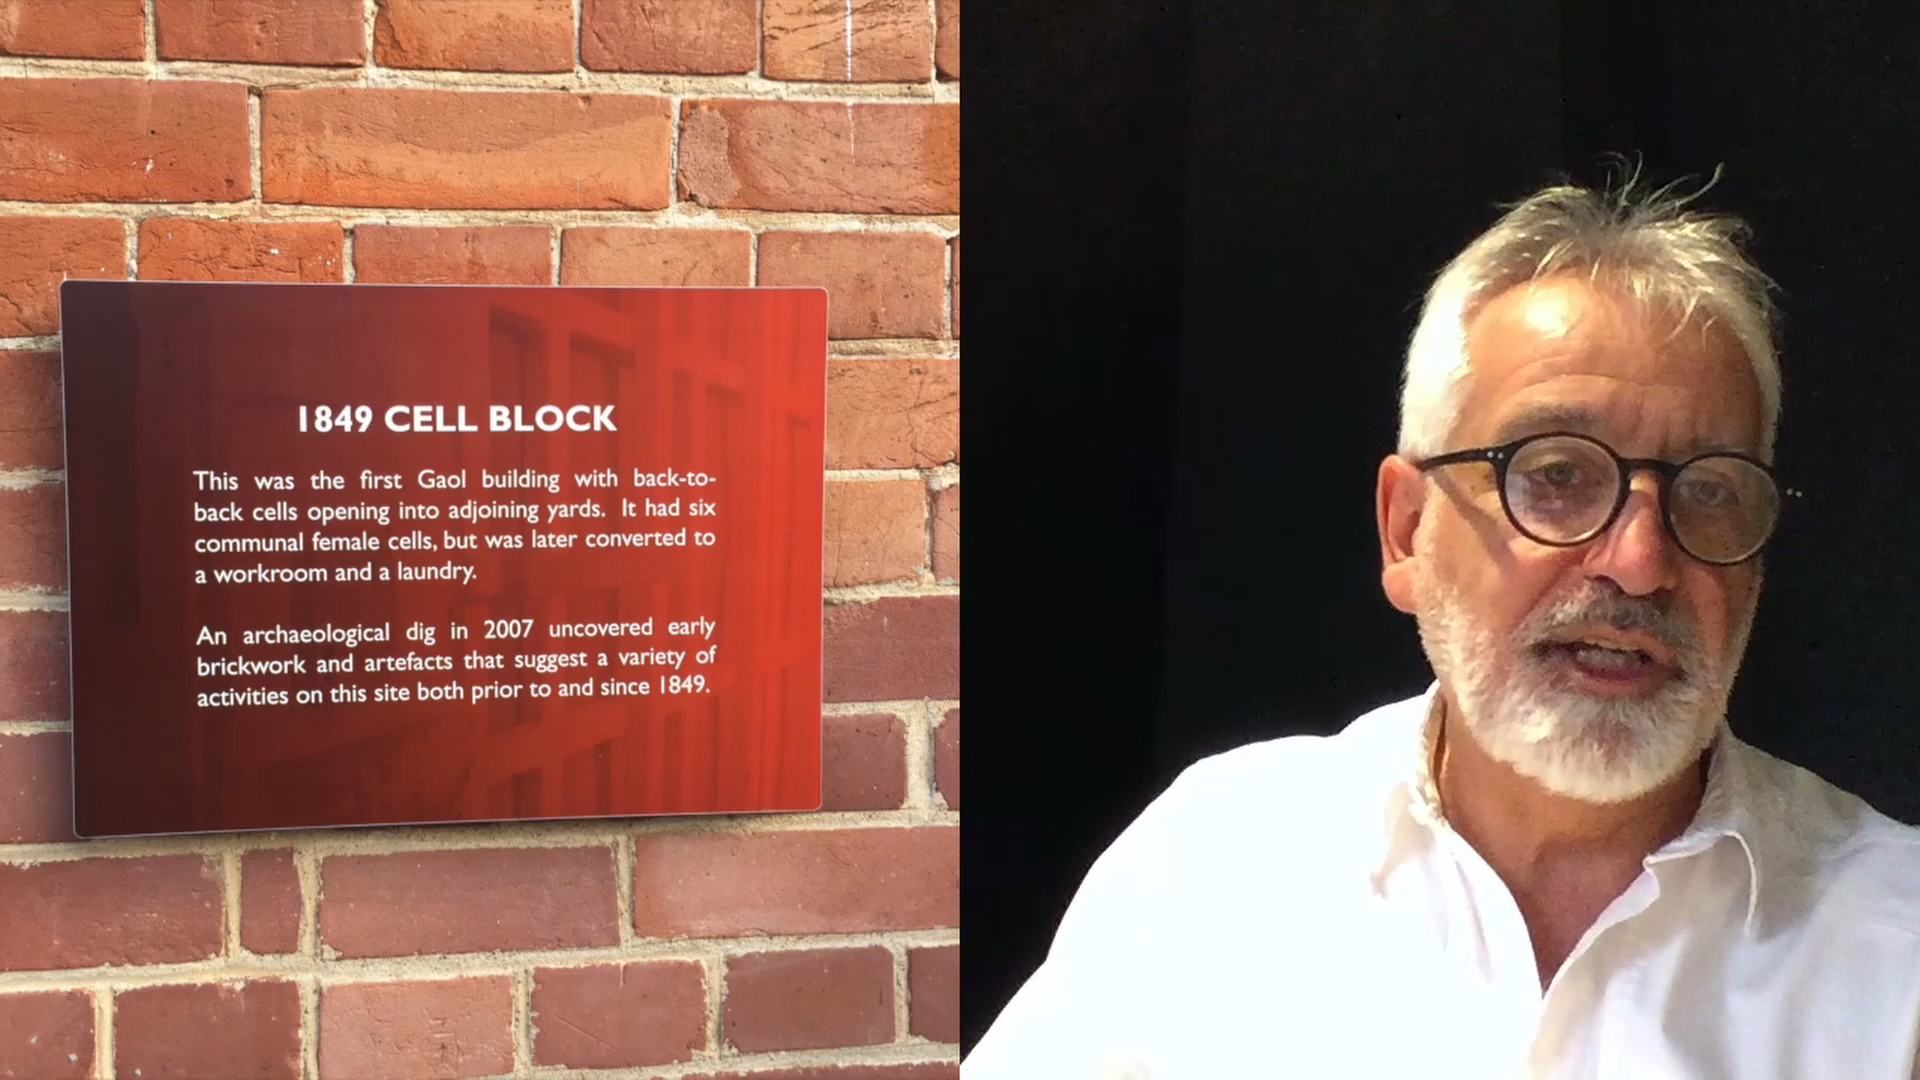 1849 CELL BLOCK
This was the first Gaol building with back-to-
back cells opening into adjoining yards. It had six
communal female cells, but was later converted to
a workroom and a laundry.
An archaeological dig in 2007 uncovered early
brickwork and artefacts that suggest a variety of
activities on this site both prior to and since 1849.